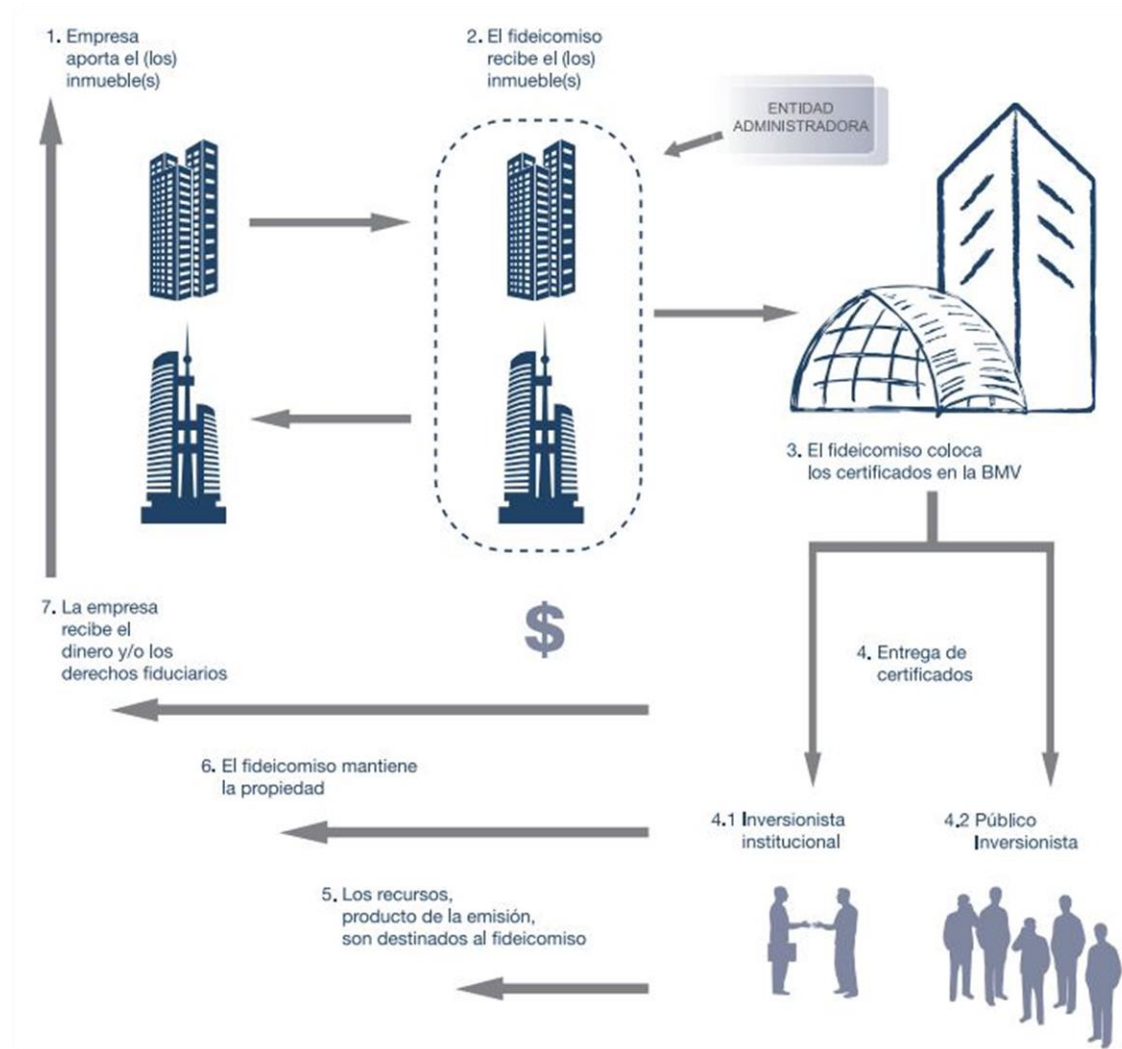 1. Empresa
aporta el (los)
inmueble(s)
2. El fideicomiso
recibe el (los)
inmueble(s)
ENTIDAD
ADMINISTRADORA
3. El fideicomiso coloca
los certificados en la BMV
7. La empresa
recibe el
dinero y/o los
derechos fiduciarios
$
4. Entrega de
certificados
6. El fideicomiso mantiene
la propiedad
4.1 Inversionista
institucional
4.2 Público
Inversionista
5. Los recursos,
producto de la emisión,
son destinados al fideicomiso